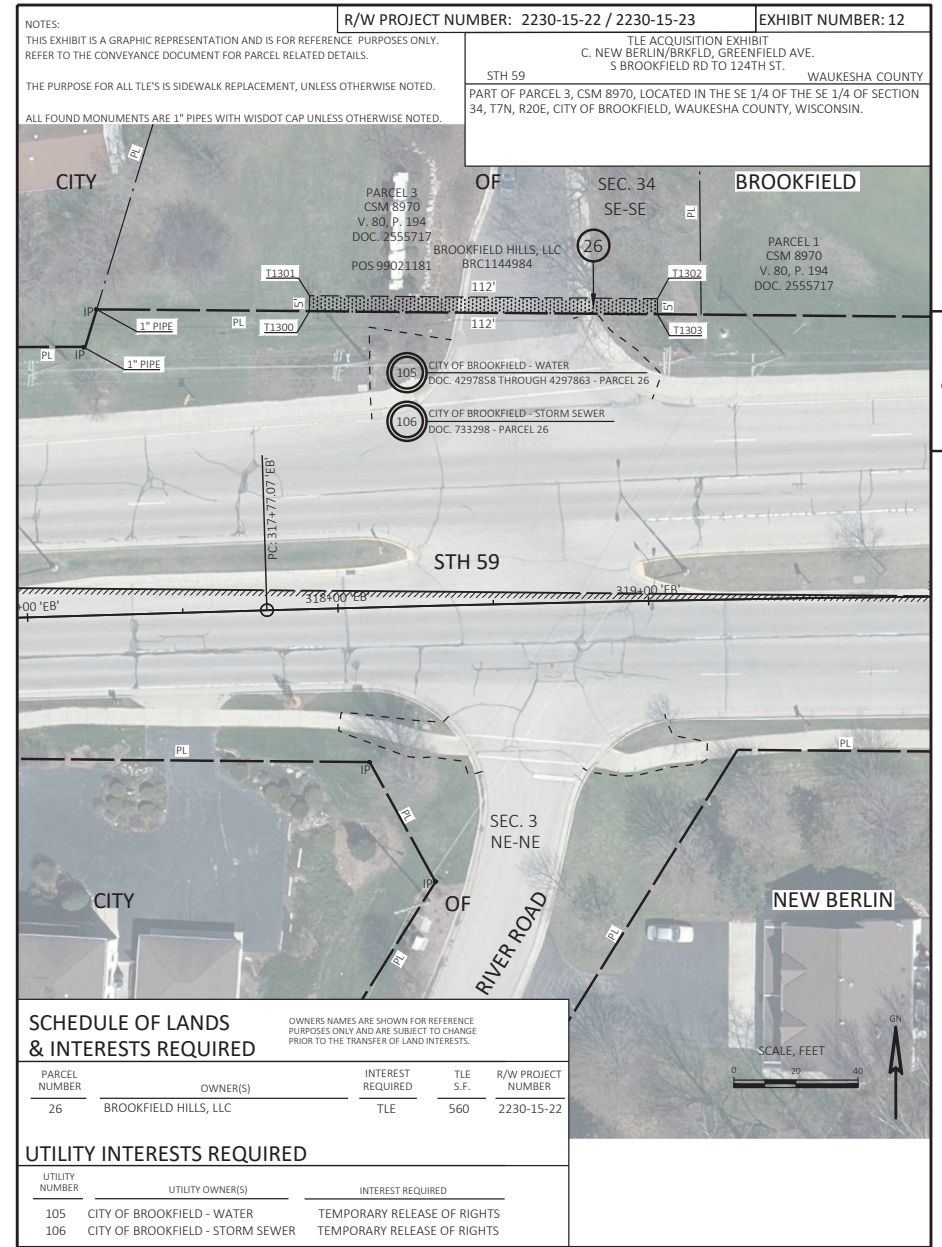 NOTES:
THIS EXHIBIT IS A GRAPHIC REPRESENTATION AND IS FOR REFERENCE PURPOSES ONLY.
REFER TO THE CONVEYANCE DOCUMENT FOR PARCEL RELATED DETAILS.
THE PURPOSE FOR ALL TLE'S IS SIDEWALK REPLACEMENT, UNLESS OTHERWISE NOTED.
ALL FOUND MONUMENTS ARE 1" PIPES WITH WISDOT CAP UNLESS OTHERWISE NOTED.
R/W PROJECT NUMBER: 2230-15-22 / 2230-15-23
EXHIBIT NUMBER: 12
TLE ACQUISITION EXHIBIT
C. NEW BERLIN/BRKFLD, GREENFIELD AVE.
S BROOKFIELD RD TO 124TH ST.
STH 59
WAUKESHA COUNTY
PART OF PARCEL 3, CSM 8970, LOCATED IN THE SE 1/4 OF THE SE 1/4 OF SECTION
34, T7N, R20E, CITY OF BROOKFIELD, WAUKESHA COUNTY, WISCONSIN.
PL
CITY
OF
BROOKFIELD
SEC. 34
SE-SE
PL
PARCEL 3
CSM 8970
V. 80, P. 194
DOC. 2555717
POS 99021181
BROOKFIELD HILLS, LLC
BRC1144984
26
PARCEL 1
CSM 8970
V. 80, P. 194
DOC. 2555717
T1301
T1302
112'
5'
5'
IP
1" PIPE
PL
T1300
112'
T1303
PL
IP
1" PIPE
105
CITY OF BROOKFIELD - WATER
DOC. 4297858 THROUGH 4297863 - PARCEL 26
106
CITY OF BROOKFIELD - STORM SEWER
DOC. 733298 - PARCEL 26
PC: 317+77.07 'EB'
STH 59
+00 'EB'
318+00 'EB'
319+00 'EB'
PL
PL
IP
PL
SEC. 3
NE-NE
IP
CITY
OF
NEW BERLIN
RIVER ROAD
PL
PL
GN
SCALE, FEET
0 20 40
SCHEDULE OF LANDS
& INTERESTS REQUIRED
OWNERS NAMES ARE SHOWN FOR REFERENCE
PURPOSES ONLY AND ARE SUBJECT TO CHANGE
PRIOR TO THE TRANSFER OF LAND INTERESTS.
PARCEL NUMBER OWNER(S) INTEREST REQUIRED TLE S.F. R/W PROJECT NUMBER
26 BROOKFIELD HILLS, LLC TLE 560 2230-15-22
UTILITY INTERESTS REQUIRED
UTILITY NUMBER UTILITY OWNER(S) INTEREST REQUIRED
105 CITY OF BROOKFIELD - WATER TEMPORARY RELEASE OF RIGHTS
106 CITY OF BROOKFIELD - STORM SEWER TEMPORARY RELEASE OF RIGHTS